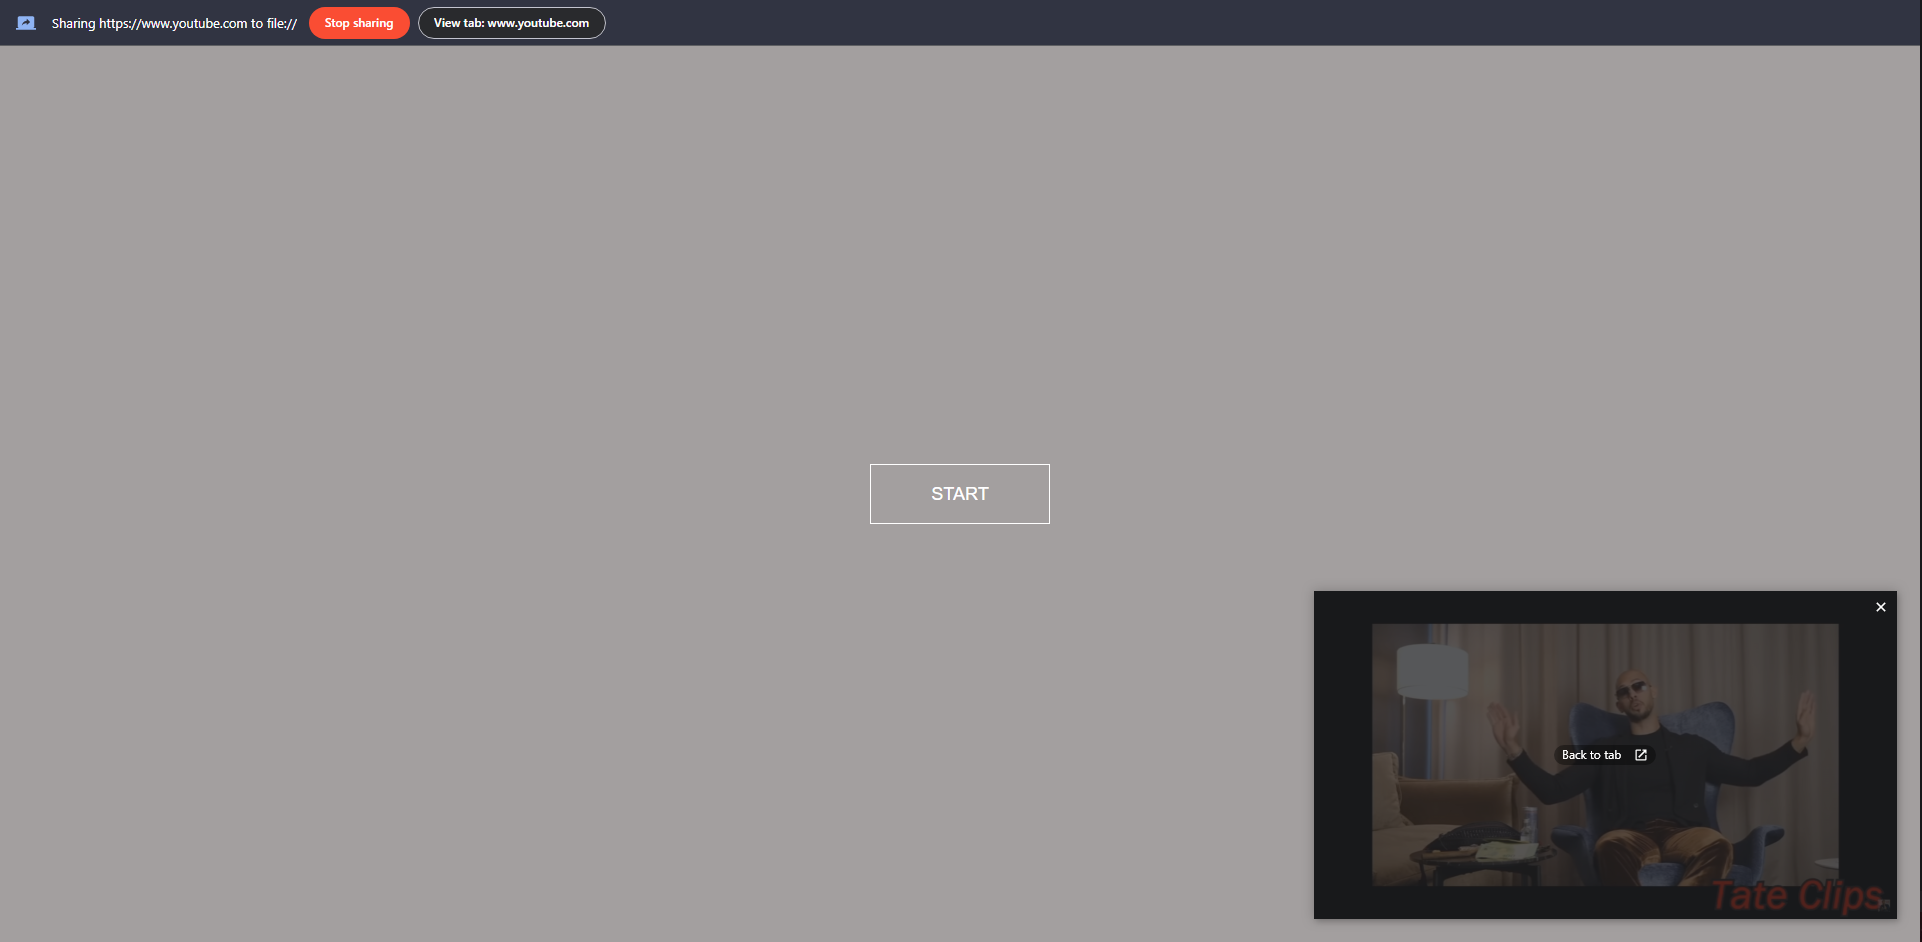 Sharing https://www.youtube.com to file://
Stop sharing
View tab: www.youtube.com
START
Back to tab
Tate Clips